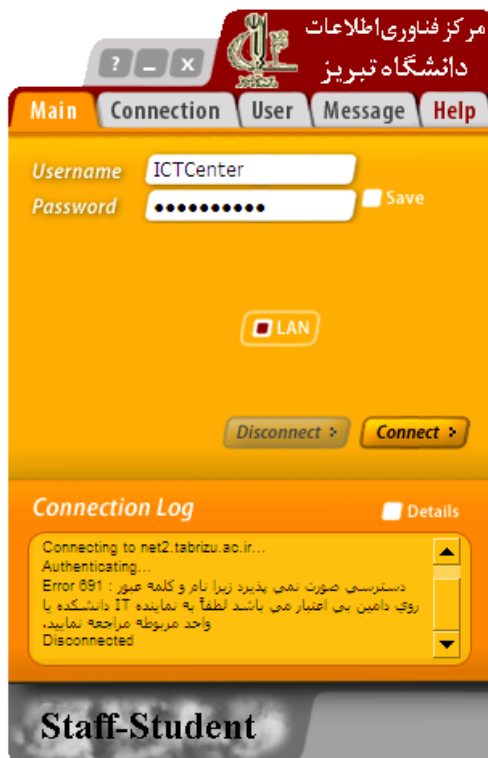 مرکز فناوری اطلاعات
دانشگاه تبریز
? _ x
Main Connection User Message Help
Username ICTCenter
Password ●●●●●●●●●●
Save
LAN
Disconnect Connect
Connection Log Details
Connecting to net2.tabrizu.ac.ir...
Authenticating...
Error 691 : دسترسی صورت نمی پذیرد زیرا نام و کلمه عبور
روی دامین بی اعتبار می باشد لطفاً به نماینده IT دانشکده یا
واحد مربوطه مراجعه نمایید.
Disconnected
Staff-Student